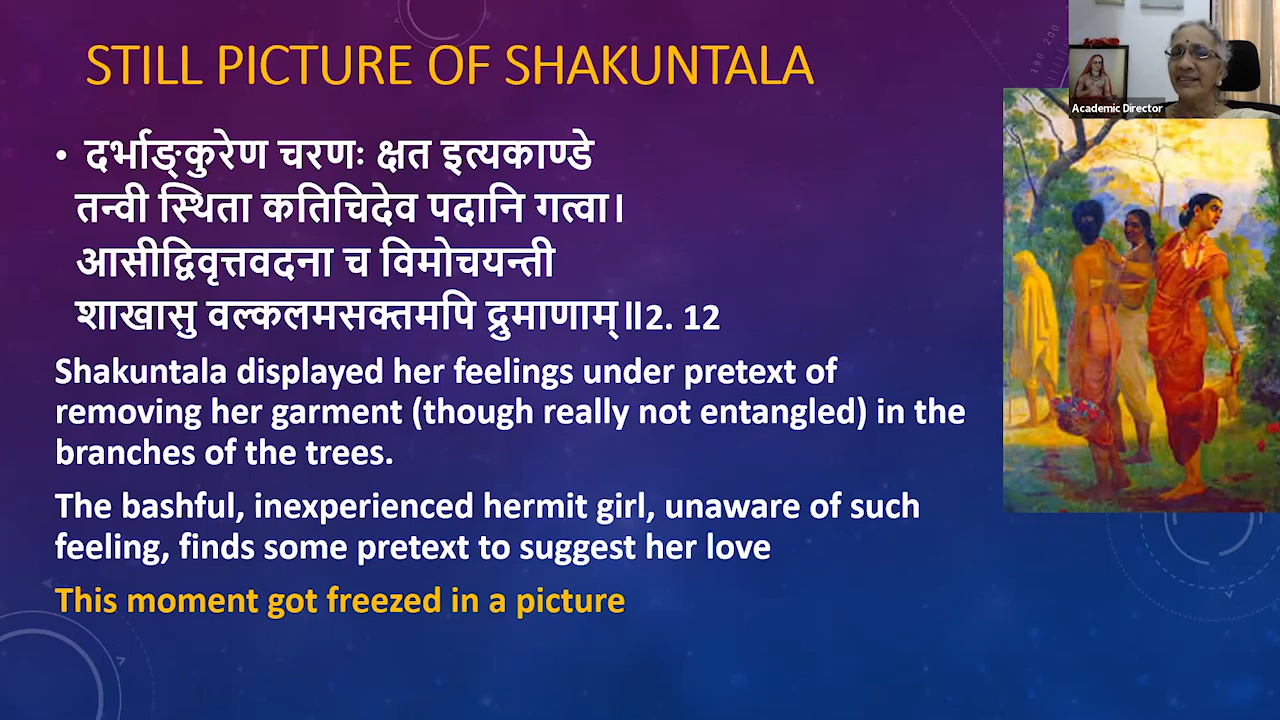 STILL PICTURE OF SHAKUNTALA
190 200
Academic Director
• दर्भाङ्कुरेण चरणः क्षत इत्यकाण्डे
तन्वी स्थिता कतिचिदेव पदानि गत्वा।
आसीद्विवृत्तवदना च विमोचयन्ती
शाखासु वल्कलमसक्तमपि द्रुमाणाम्॥2. 12
Shakuntala displayed her feelings under pretext of
removing her garment (though really not entangled) in the
branches of the trees.
The bashful, inexperienced hermit girl, unaware of such
feeling, finds some pretext to suggest her love
This moment got freezed in a picture